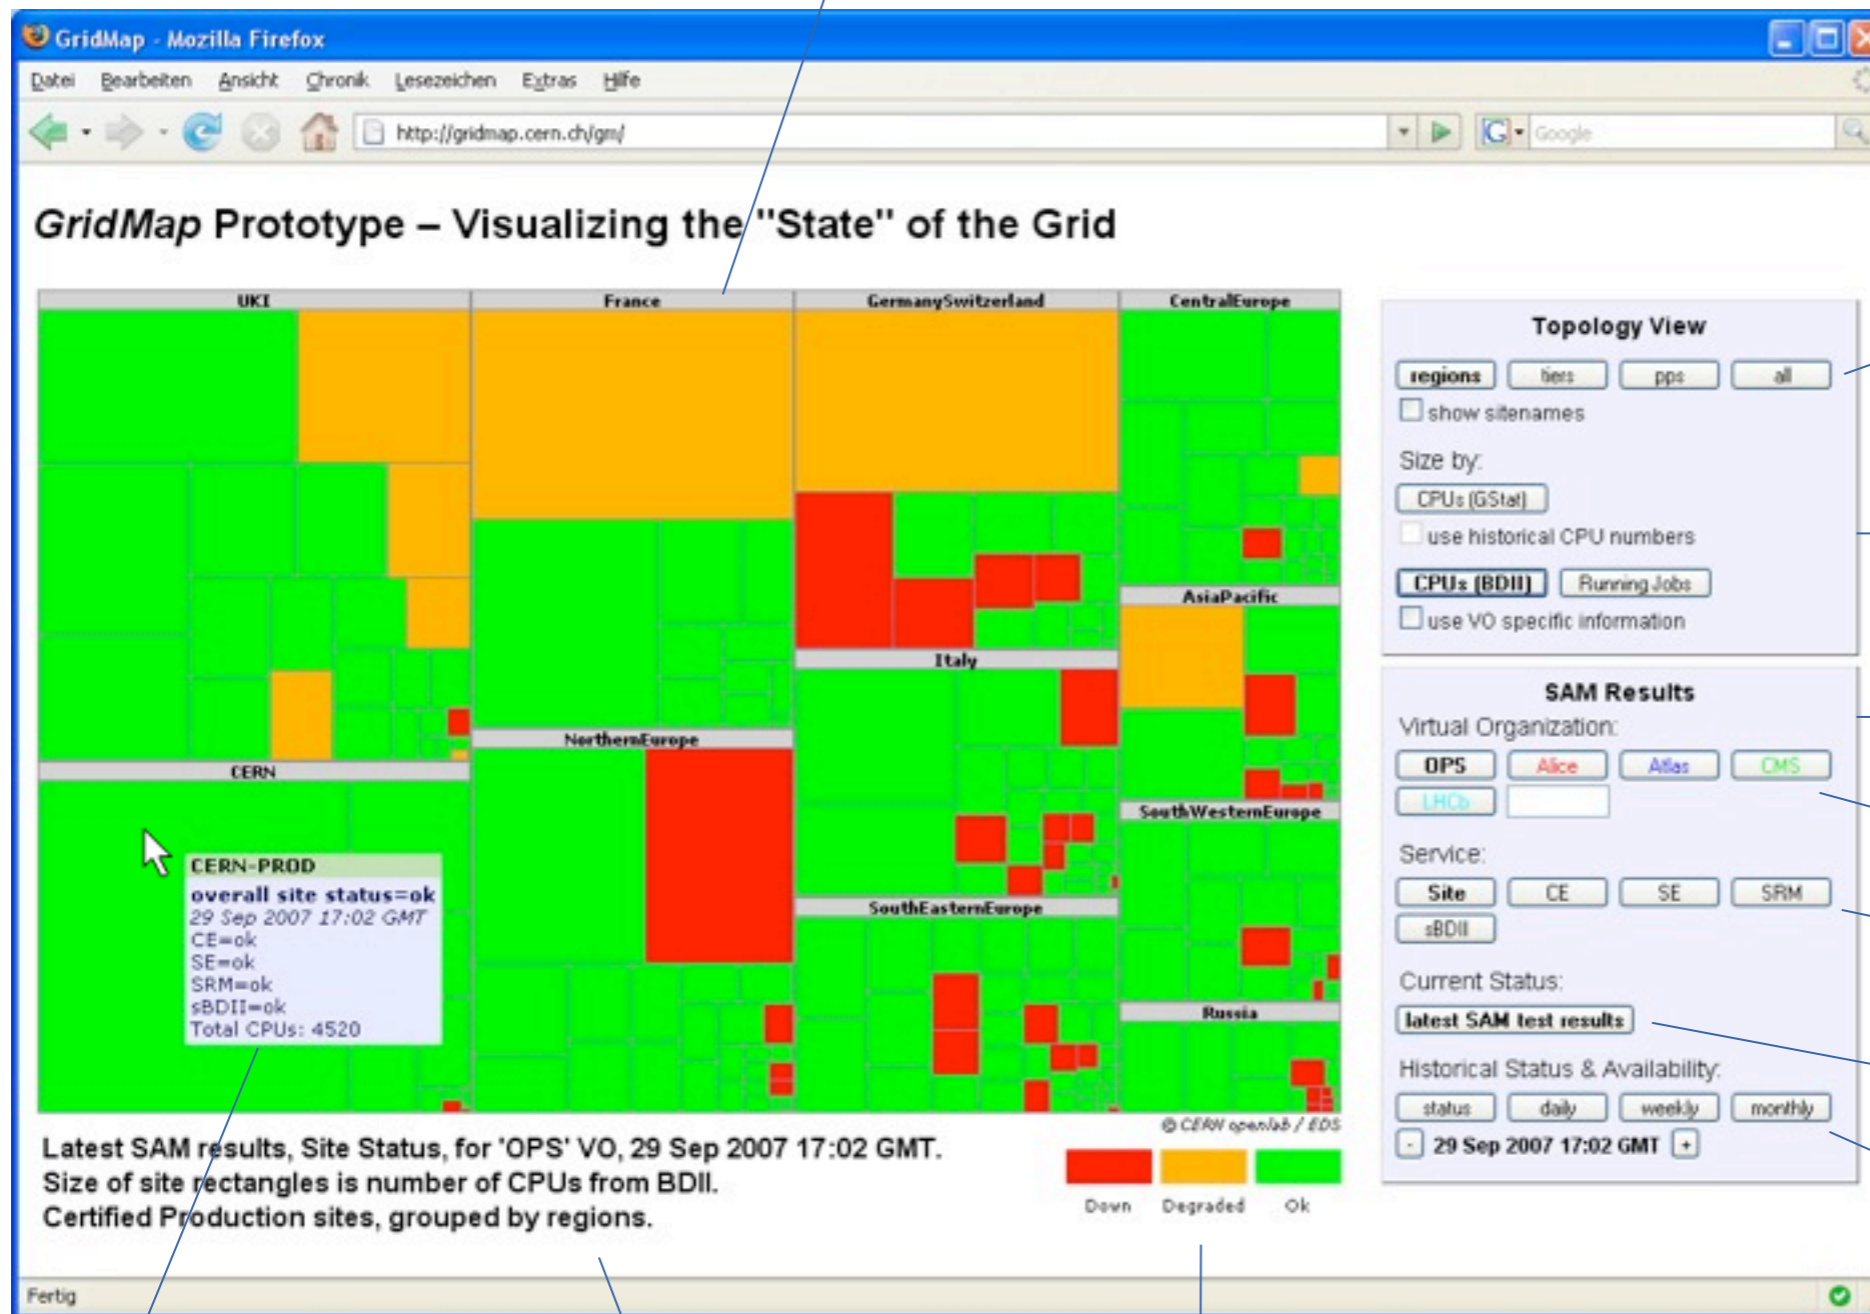 GridMap - Mozilla Firefox
Datei Bearbeiten Ansicht Chronik Lesezeichen Extras Hilfe
http://gridmap.cern.ch/gm/
G Google
GridMap Prototype – Visualizing the "State" of the Grid
UKI
France
GermanySwitzerland
CentralEurope
AsiaPacific
Italy
NorthernEurope
CERN
SouthWesternEurope
SouthEasternEurope
Russia
CERN-PROD
overall site status=ok
29 Sep 2007 17:02 GMT
CE=ok
SE=ok
SRM=ok
sBDII=ok
Total CPUs: 4520
© CERN openlab / EDS
Latest SAM results, Site Status, for 'OPS' VO, 29 Sep 2007 17:02 GMT.
Size of site rectangles is number of CPUs from BDII.
Certified Production sites, grouped by regions.
Down Degraded Ok
Topology View
regions tiers pps all
show sitenames
Size by:
CPUs (GStat)
use historical CPU numbers
CPUs (BDII) Running Jobs
use VO specific information
SAM Results
Virtual Organization:
OPS Alice Atlas CMS
LHCb
Service:
Site CE SE SRM
sBDII
Current Status:
latest SAM test results
Historical Status & Availability:
status daily weekly monthly
- 29 Sep 2007 17:02 GMT +
Fertig